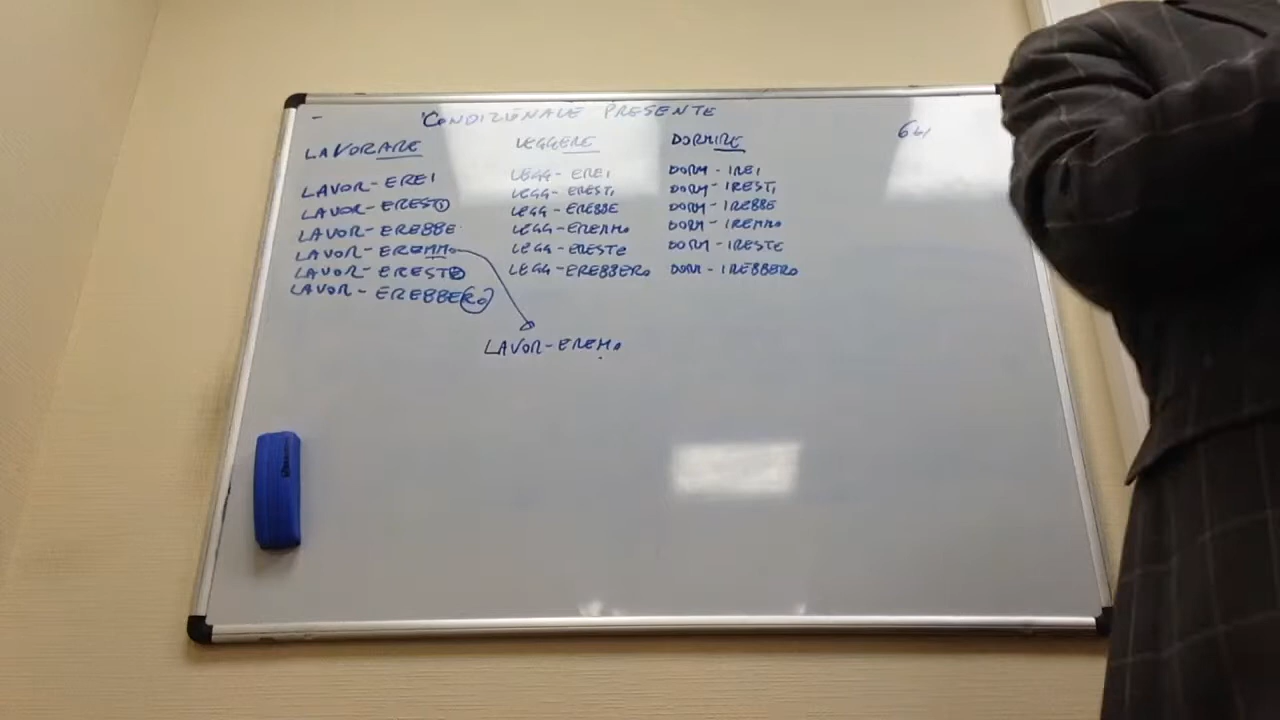 CONDIZIONALE PRESENTE
LAVORARE
LAVOR-EREI
LAVOR-ERESTI
LAVOR-EREBBE
LAVOR-EREMMO
LAVOR-ERESTE
LAVOR-EREBBERO
LEGGERE
LEGG-EREI
LEGG-ERESTI
LEGG-EREBBE
LEGG-EREMMO
LEGG-ERESTE
LEGG-EREBBERO
DORMIRE
DORM-IREI
DORM-IRESTI
DORM-IREBBE
DORM-IREMMO
DORM-IRESTE
DORM-IREBBERO
LAVOR-EREMO